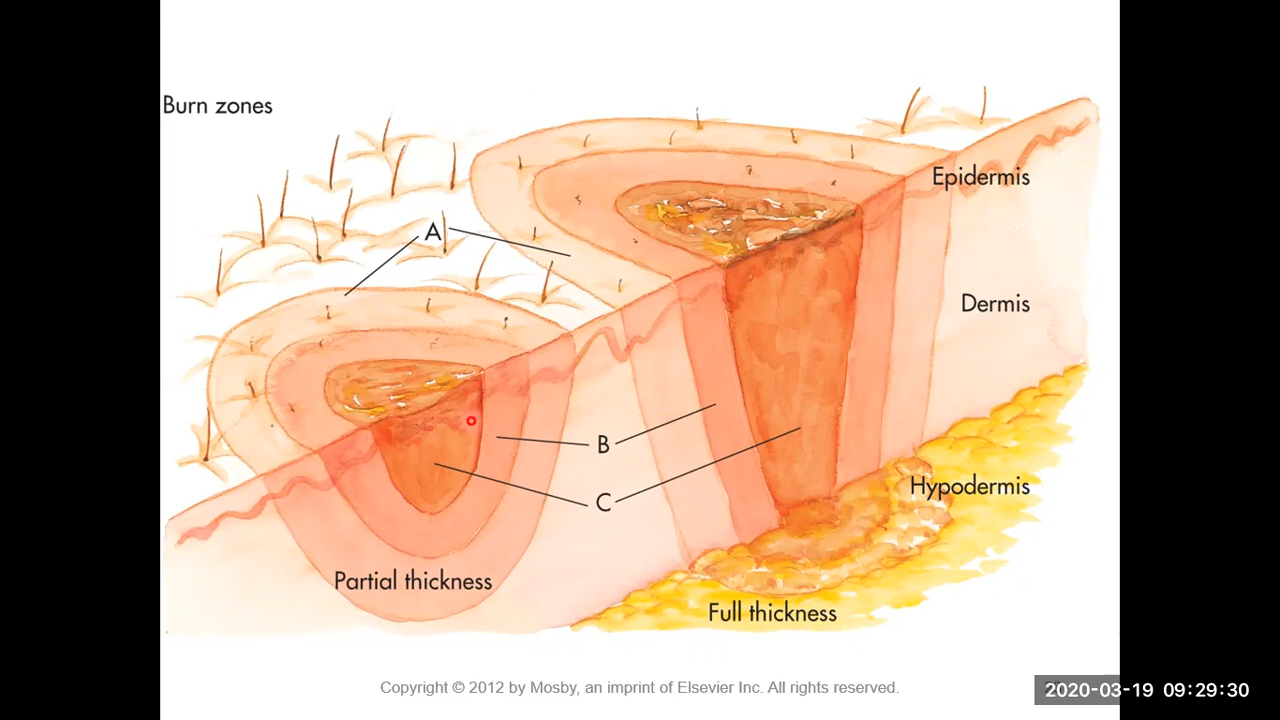 Burn zones
Epidermis
A
Dermis
B
Hypodermis
C
Partial thickness
Full thickness
Copyright © 2012 by Mosby, an imprint of Elsevier Inc. All rights reserved.
2020-03-19 09:29:30